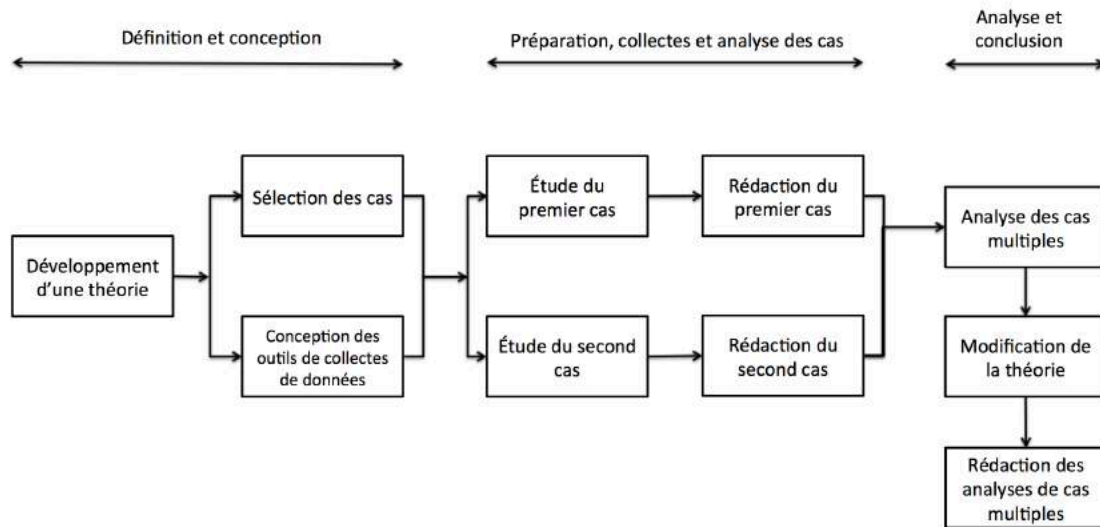 Définition et conception
Préparation, collectes et analyse des cas
Analyse et
conclusion
Développement
d'une théorie
Sélection des cas
Conception des
outils de collectes
de données
Étude du
premier cas
Rédaction du
premier cas
Étude du second
cas
Rédaction du
second cas
Analyse des cas
multiples
Modification de
la théorie
Rédaction des
analyses de cas
multiples